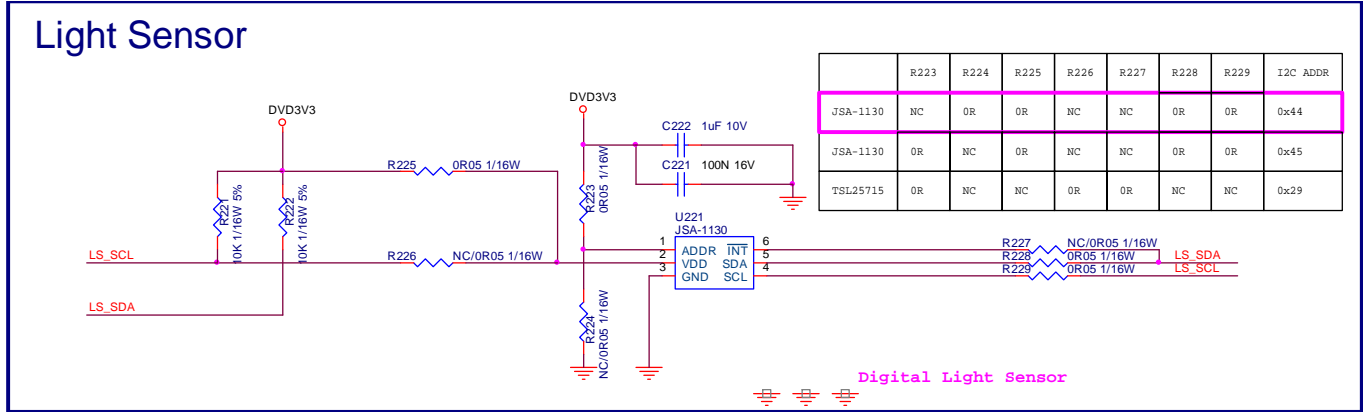 Light Sensor
R223 R224 R225 R226 R227 R228 R229 I2C ADDR
JSA-1130 NC 0R 0R NC NC 0R 0R 0x44
JSA-1130 0R NC 0R NC NC 0R 0R 0x45
TSL25715 0R NC NC 0R 0R NC NC 0x29
DVD3V3
DVD3V3
C222 1uF 10V
C221 100N 16V
R225 0R05 1/16W
R223
0R05 1/16W
R221
10K 1/16W 5%
R222
10K 1/16W 5%
U221
JSA-1130
1 ADDR INT 6
2 VDD SDA 5
3 GND SCL 4
R227 NC/0R05 1/16W
R228 0R05 1/16W LS_SDA
R229 0R05 1/16W LS_SCL
LS_SCL
R226 NC/0R05 1/16W
LS_SDA
R224
NC/0R05 1/16W
Digital Light Sensor